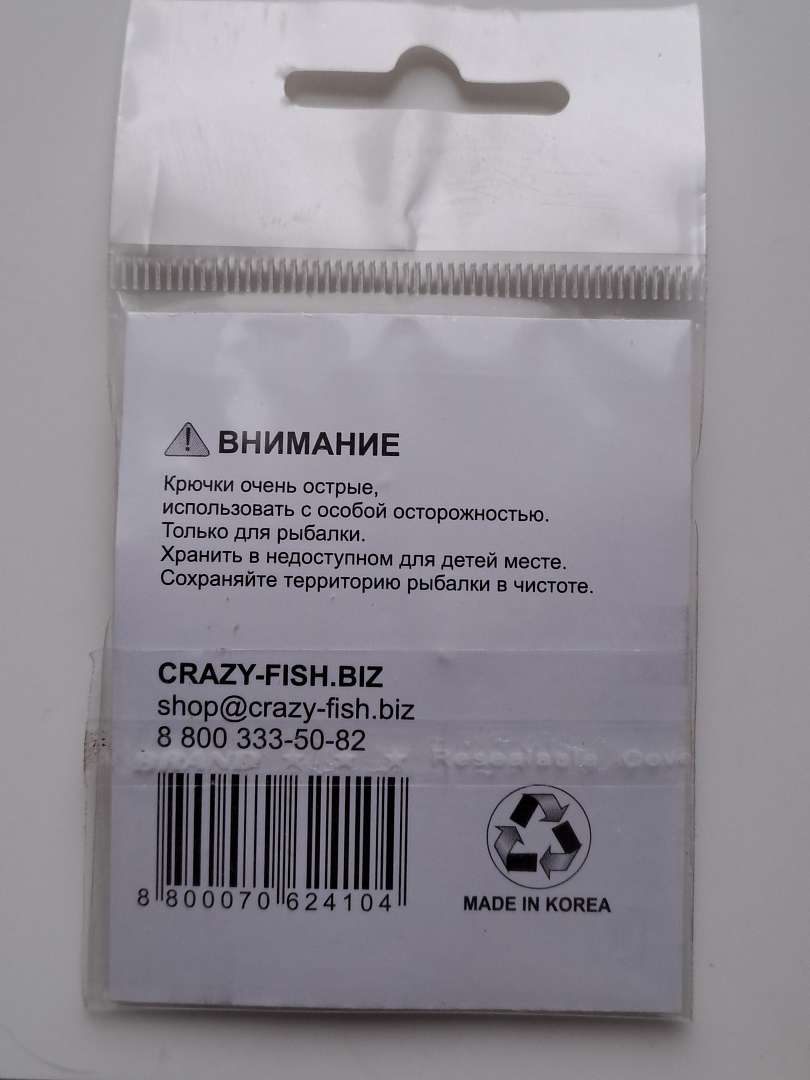 ВНИМАНИЕ
Крючки очень острые,
использовать с особой осторожностью.
Только для рыбалки.
Хранить в недоступном для детей месте.
Сохраняйте территорию рыбалки в чистоте.
CRAZY-FISH.BIZ
shop@crazy-fish.biz
8 800 333-50-82
8 800070 624104
MADE IN KOREA